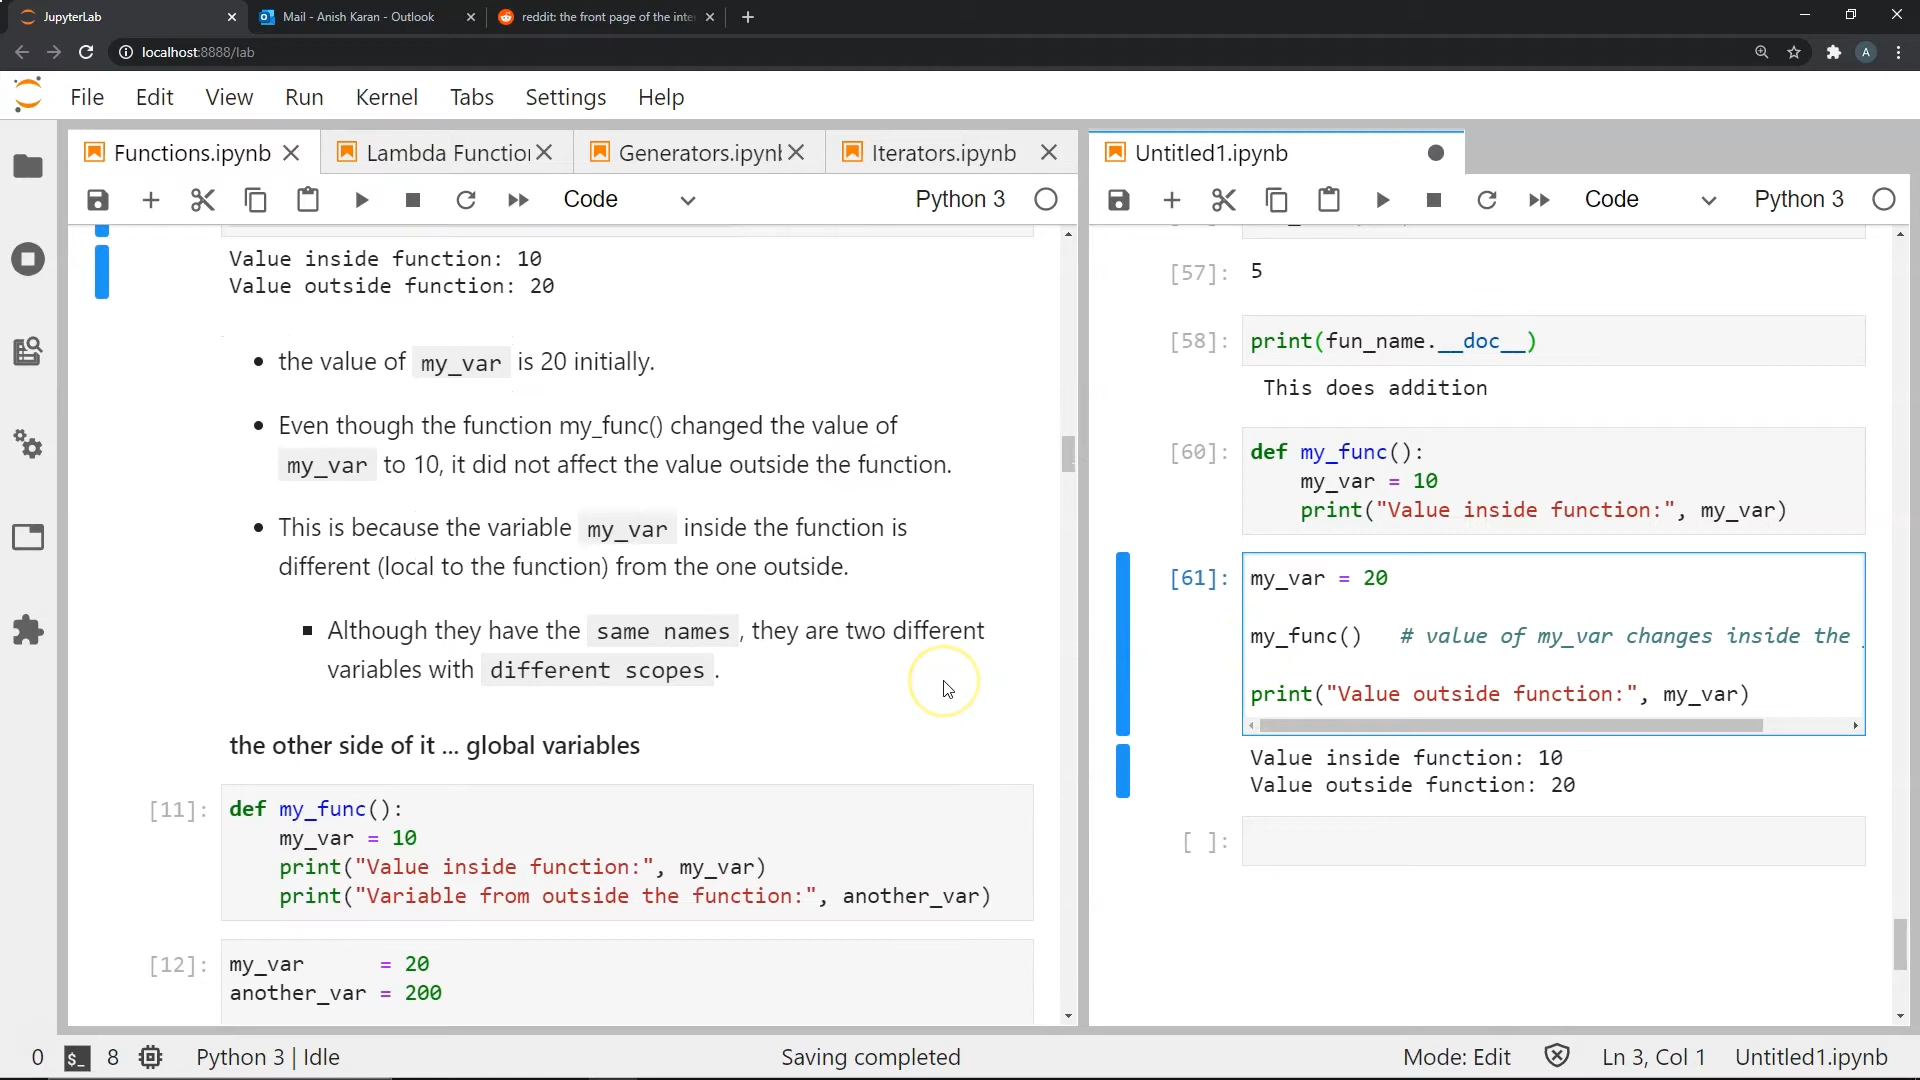 JupyterLab
Mail - Anish Karan - Outlook
reddit: the front page of the inte
localhost:8888/lab
A
File Edit View Run Kernel Tabs Settings Help
Functions.ipynb
Lambda Function
Generators.ipynb
Iterators.ipynb
Code
Python 3
Value inside function: 10
Value outside function: 20
the value of my_var is 20 initially.
Even though the function my_func() changed the value of
my_var to 10, it did not affect the value outside the function.
This is because the variable my_var inside the function is
different (local to the function) from the one outside.
Although they have the same names , they are two different
variables with different scopes .
the other side of it ... global variables
[11]: def my_func():
my_var = 10
print("Value inside function:", my_var)
print("Variable from outside the function:", another_var)
[12]: my_var = 20
another_var = 200
Untitled1.ipynb
Code
Python 3
[57]: 5
[58]: print(fun_name.__doc__)
This does addition
[60]: def my_func():
my_var = 10
print("Value inside function:", my_var)
[61]: my_var = 20
my_func() # value of my_var changes inside the
print("Value outside function:", my_var)
Value inside function: 10
Value outside function: 20
[ ]:
0 $_ 8 Python 3 | Idle
Saving completed
Mode: Edit
Ln 3, Col 1
Untitled1.ipynb